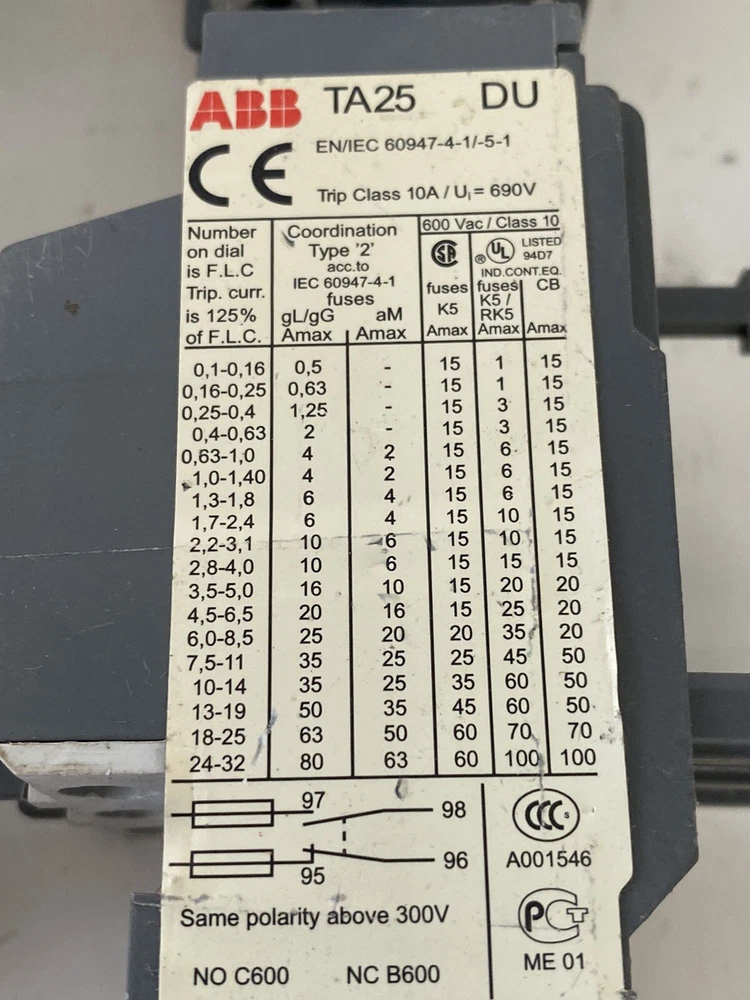 ABB TA25 DU
CE EN/IEC 60947-4-1/-5-1
Trip Class 10A / Ui = 690V
Number on dial is F.L.C Trip. curr. is 125% of F.L.C.
Coordination Type '2' acc.to IEC 60947-4-1 fuses
gL/gG Amax
aM Amax
600 Vac / Class 10
SA fuses K5 Amax
® UL LISTED 94D7
IND.CONT.EQ.
fuses K5 / RK5 Amax
CB Amax
0,1-0,16 0,5 - 15 1 15
0,16-0,25 0,63 - 15 1 15
0,25-0,4 1,25 - 15 3 15
0,4-0,63 2 - 15 3 15
0,63-1,0 4 2 15 6 15
1,0-1,40 4 2 15 6 15
1,3-1,8 6 4 15 6 15
1,7-2,4 6 4 15 10 15
2,2-3,1 10 6 15 10 15
2,8-4,0 10 6 15 15 15
3,5-5,0 16 10 15 20 20
4,5-6,5 20 16 15 25 20
6,0-8,5 25 20 20 35 20
7,5-11 35 25 25 45 50
10-14 35 25 35 60 50
13-19 50 35 45 60 50
18-25 63 50 60 70 70
24-32 80 63 60 100 100
97 98
95 96
CCC S
A001546
Same polarity above 300V
PCT
ME 01
NO C600 NC B600